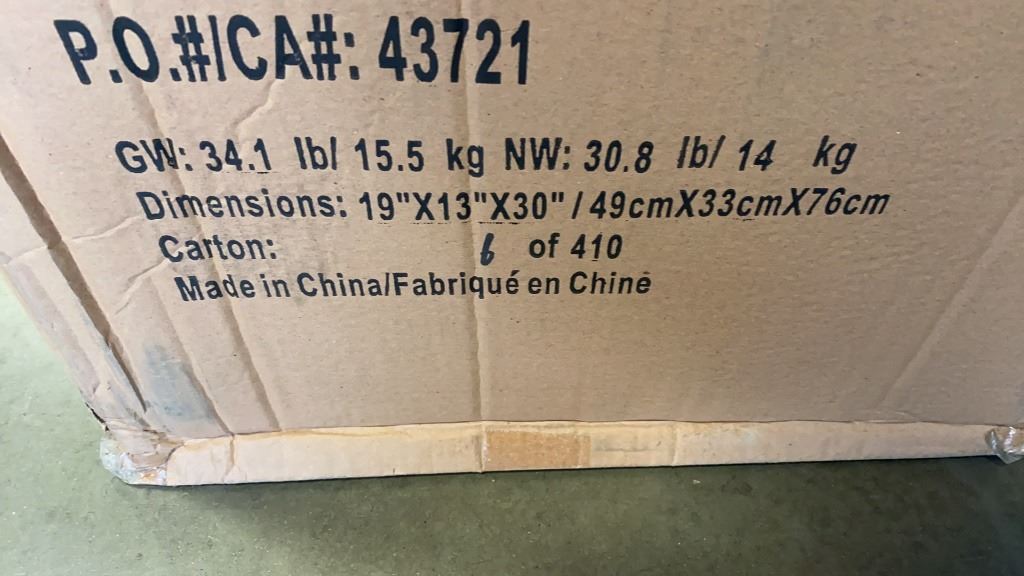 P.O.#/CA#: 43721
GW: 34.1 lb/ 15.5 kg NW: 30.8 lb/ 14 kg
Dimensions: 19"X13"X30" / 49cmX33cmX76cm
Carton: 6 of 410
Made in China/Fabriqué en Chine